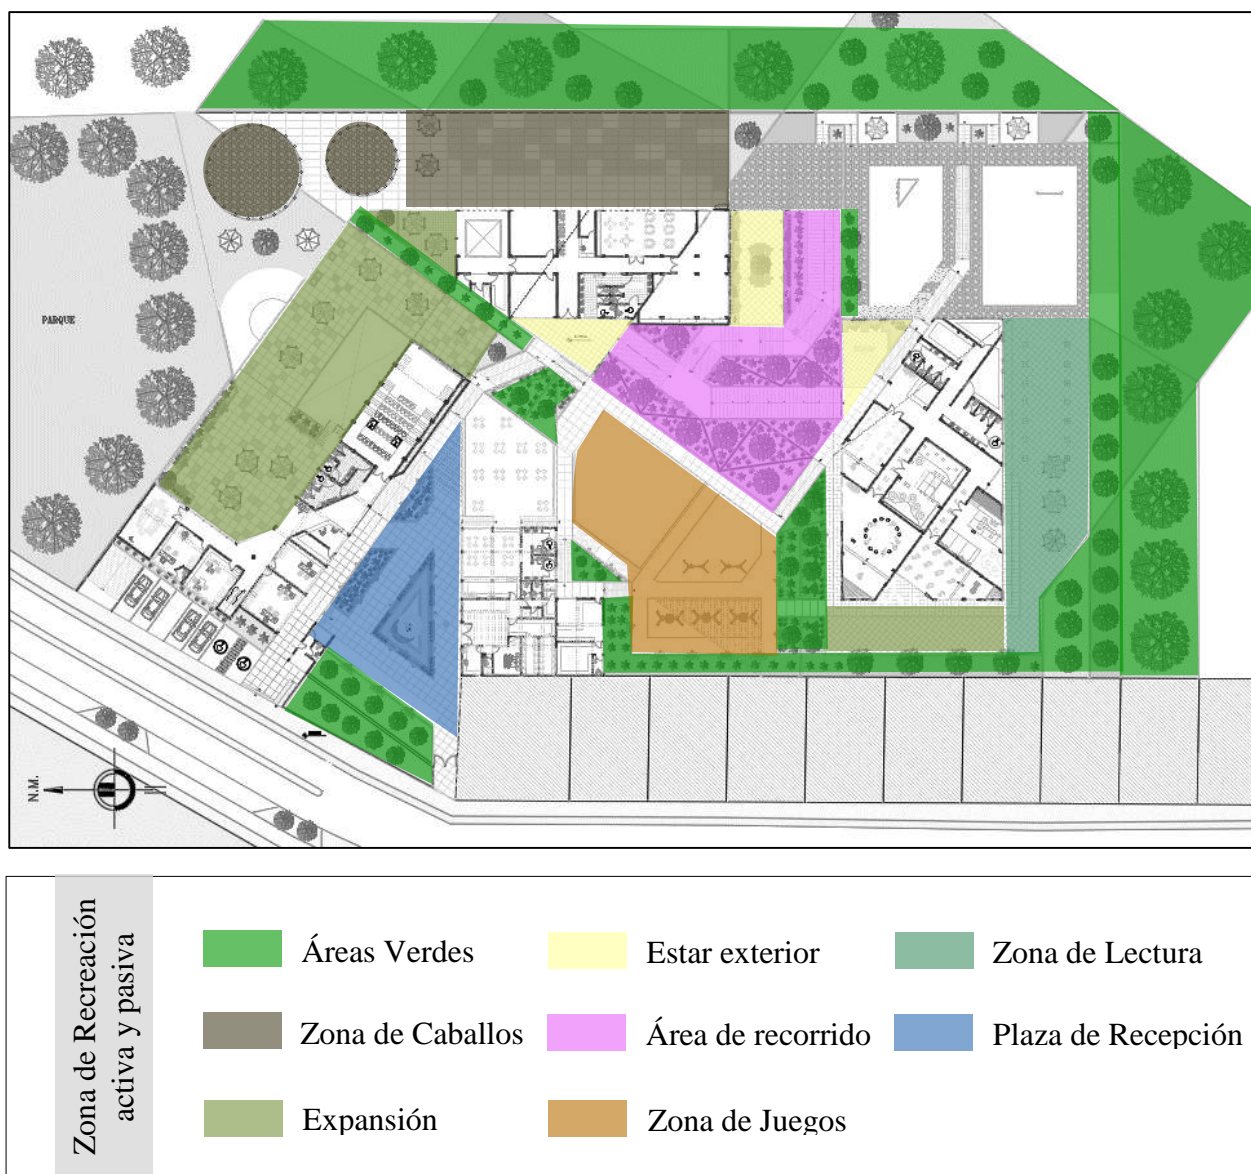 PARQUE
N.M.
Zona de Recreación
activa y pasiva
Áreas Verdes
Estar exterior
Zona de Lectura
Zona de Caballos
Área de recorrido
Plaza de Recepción
Expansión
Zona de Juegos